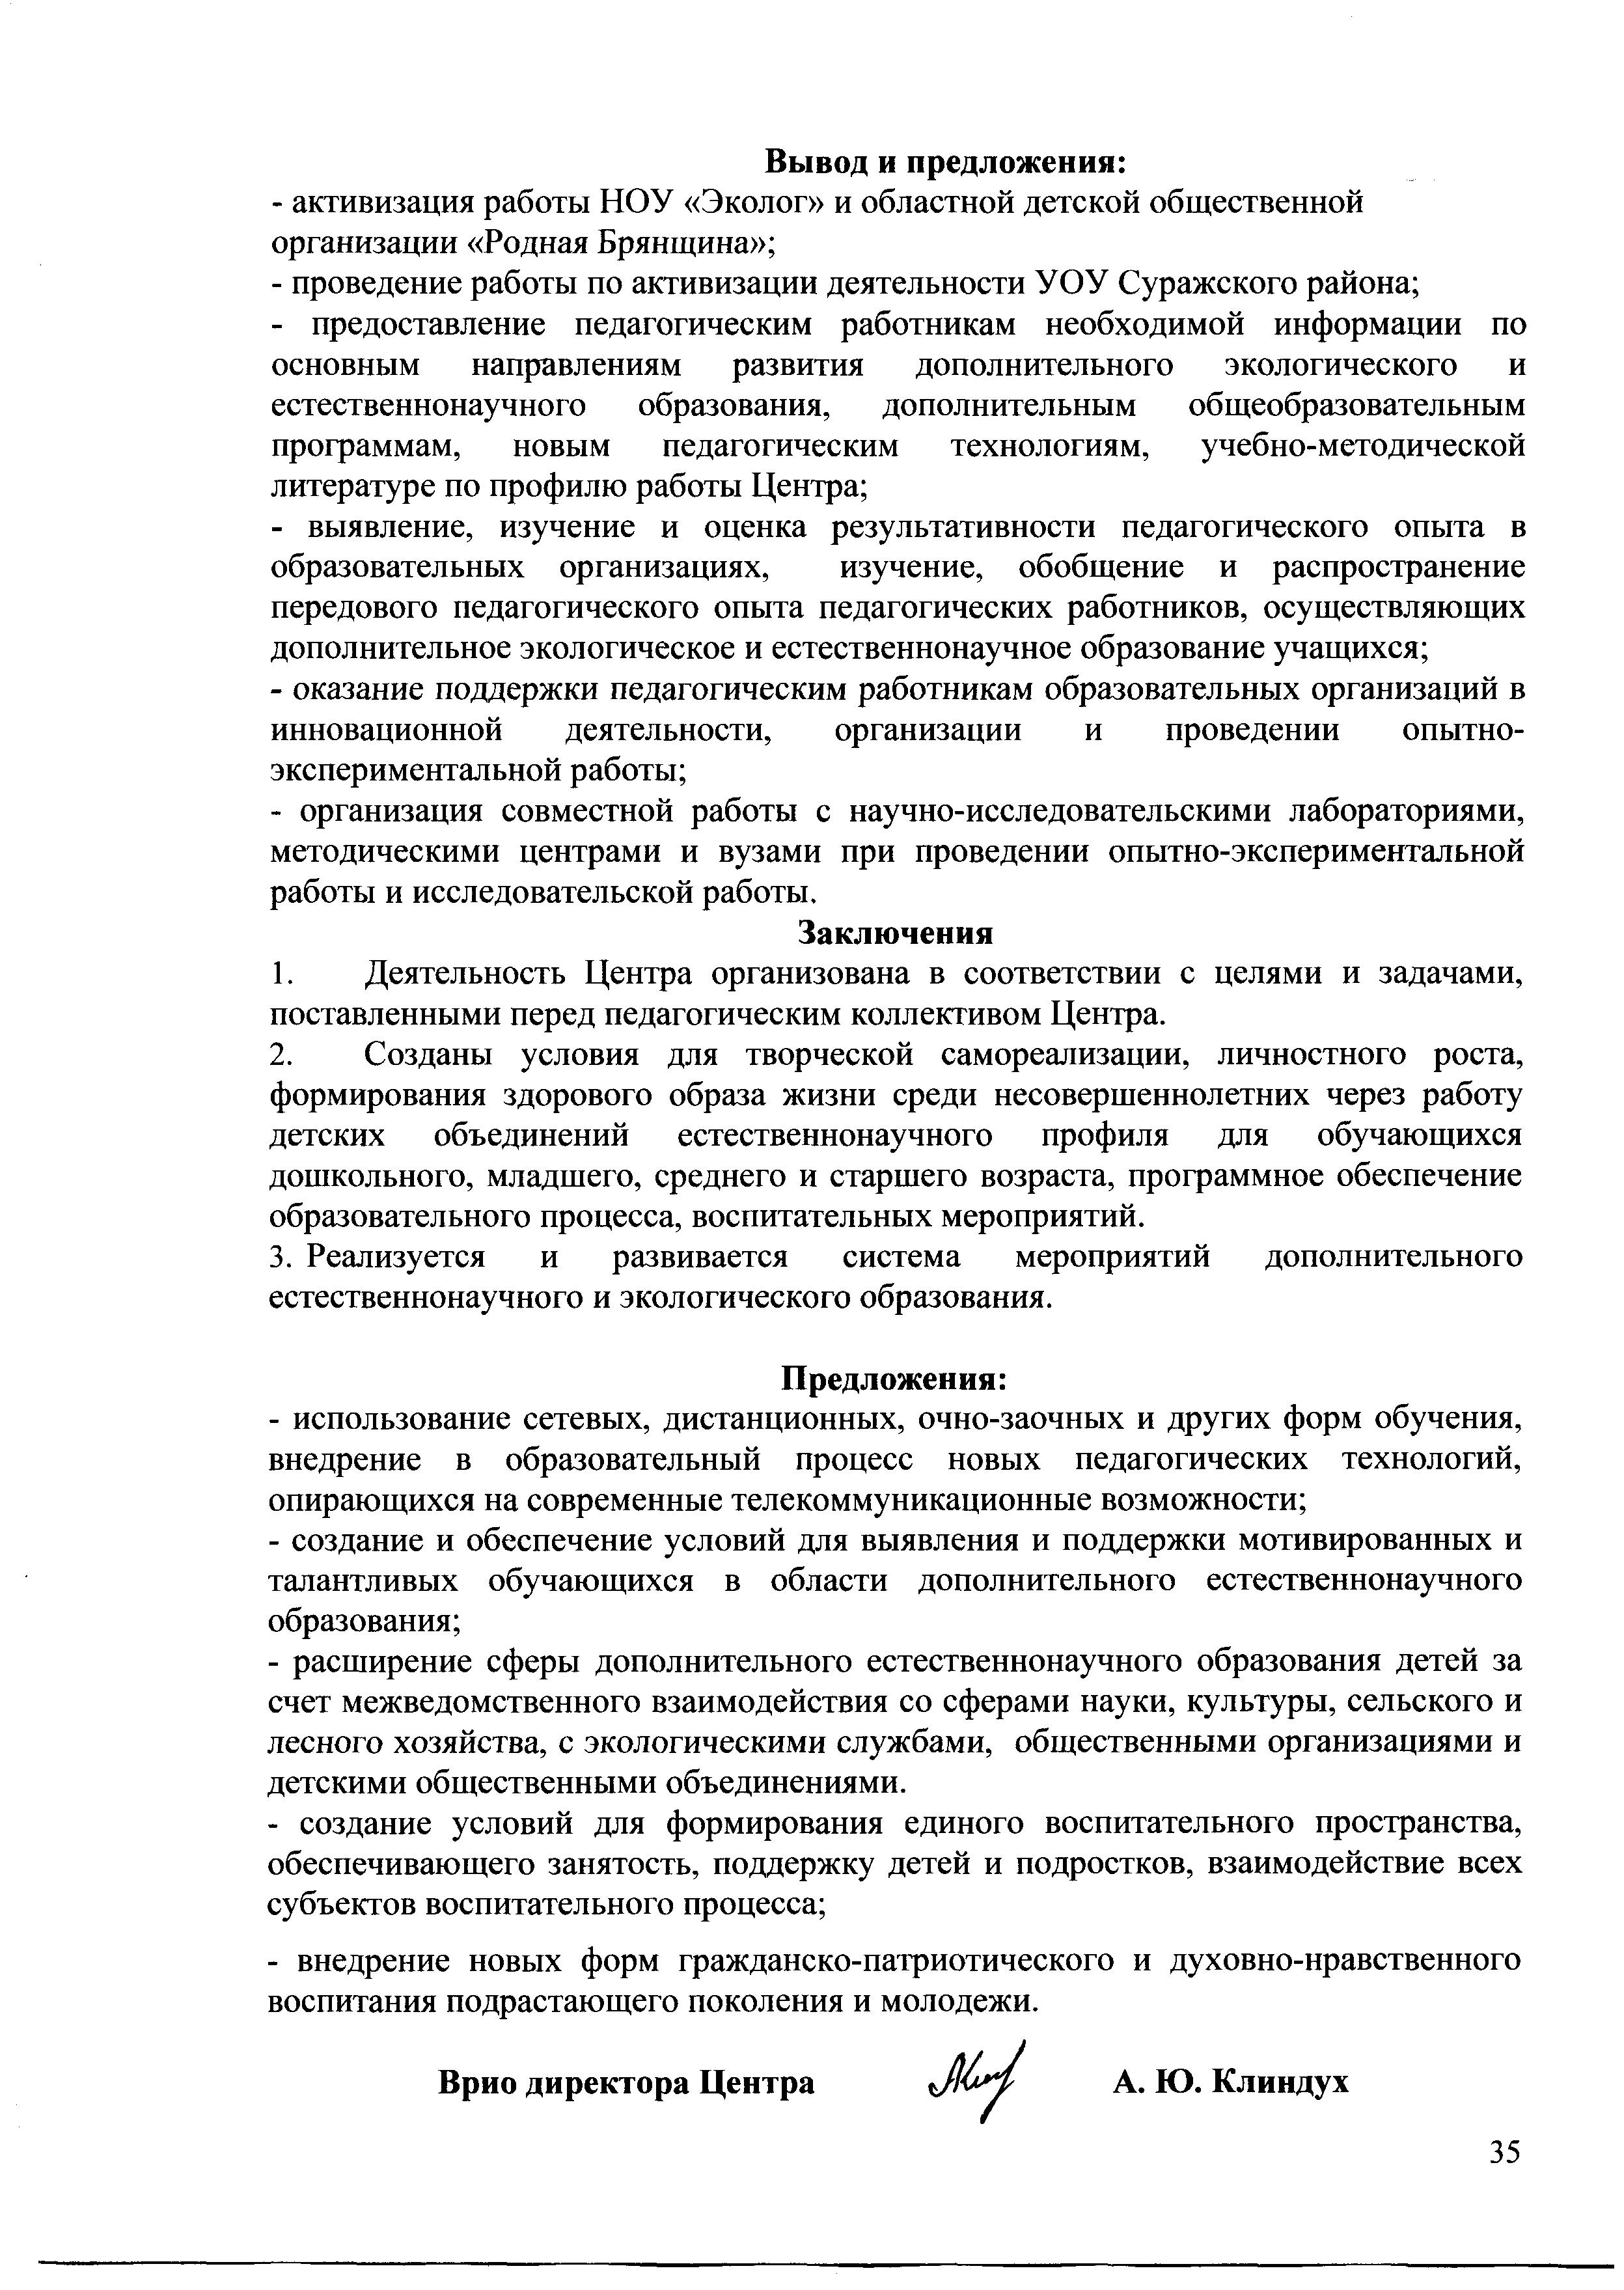 Вывод и предложения:
- активизация работы НОУ «Эколог» и областной детской общественной
организации «Родная Брянщина»;
- проведение работы по активизации деятельности УОУ Суражского района;
- предоставление педагогическим работникам необходимой информации по
основным направлениям развития дополнительного экологического и
естественнонаучного образования, дополнительным общеобразовательным
программам, новым педагогическим технологиям, учебно-методической
литературе по профилю работы Центра;
- выявление, изучение и оценка результативности педагогического опыта в
образовательных организациях, изучение, обобщение и распространение
передового педагогического опыта педагогических работников, осуществляющих
дополнительное экологическое и естественнонаучное образование учащихся;
- оказание поддержки педагогическим работникам образовательных организаций в
инновационной деятельности, организации и проведении опытно-
экспериментальной работы;
- организация совместной работы с научно-исследовательскими лабораториями,
методическими центрами и вузами при проведении опытно-экспериментальной
работы и исследовательской работы.
Заключения
1. Деятельность Центра организована в соответствии с целями и задачами,
поставленными перед педагогическим коллективом Центра.
2. Созданы условия для творческой самореализации, личностного роста,
формирования здорового образа жизни среди несовершеннолетних через работу
детских объединений естественнонаучного профиля для обучающихся
дошкольного, младшего, среднего и старшего возраста, программное обеспечение
образовательного процесса, воспитательных мероприятий.
3. Реализуется и развивается система мероприятий дополнительного
естественнонаучного и экологического образования.
Предложения:
- использование сетевых, дистанционных, очно-заочных и других форм обучения,
внедрение в образовательный процесс новых педагогических технологий,
опирающихся на современные телекоммуникационные возможности;
- создание и обеспечение условий для выявления и поддержки мотивированных и
талантливых обучающихся в области дополнительного естественнонаучного
образования;
- расширение сферы дополнительного естественнонаучного образования детей за
счет межведомственного взаимодействия со сферами науки, культуры, сельского и
лесного хозяйства, с экологическими службами, общественными организациями и
детскими общественными объединениями.
- создание условий для формирования единого воспитательного пространства,
обеспечивающего занятость, поддержку детей и подростков, взаимодействие всех
субъектов воспитательного процесса;
- внедрение новых форм гражданско-патриотического и духовно-нравственного
воспитания подрастающего поколения и молодежи.
Врио директора Центра А. Ю. Клиндух
35